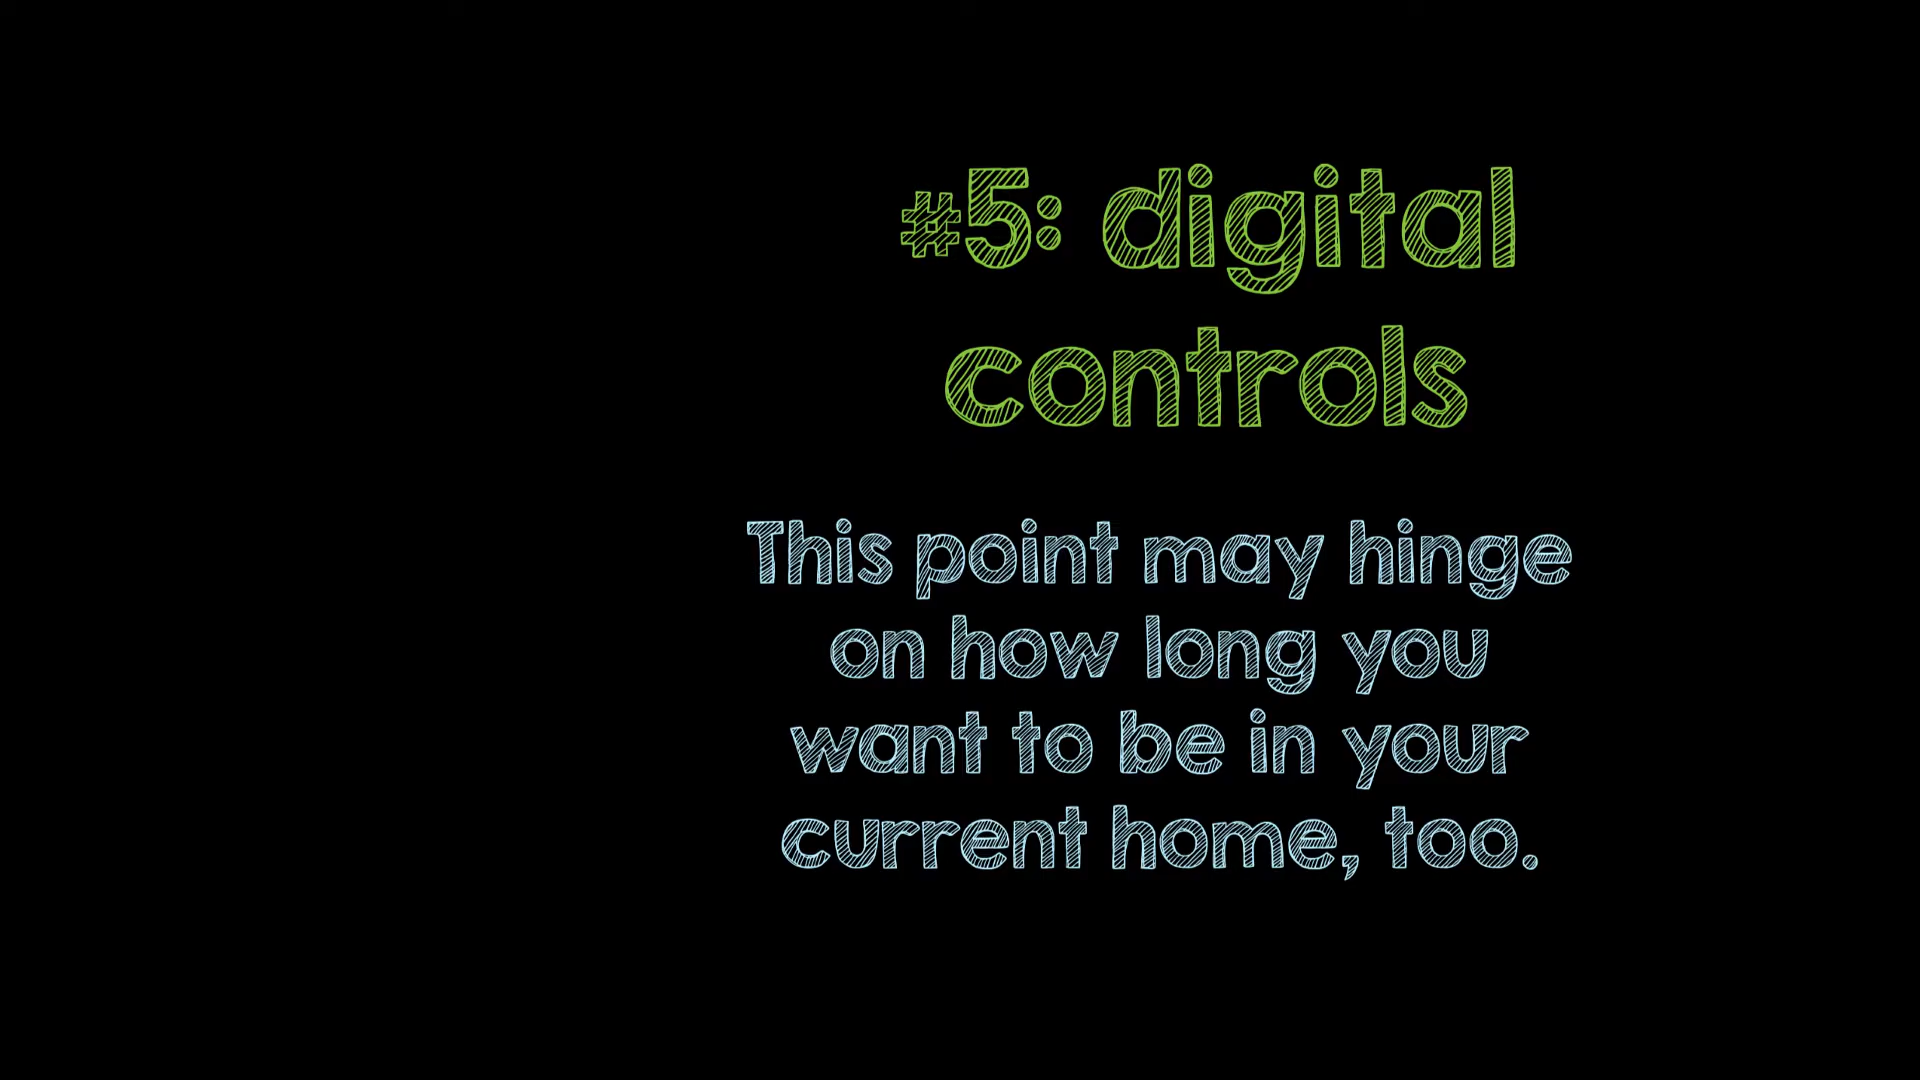 #5: digital
controls
This point may hinge
on how long you
want to be in your
current home, too.